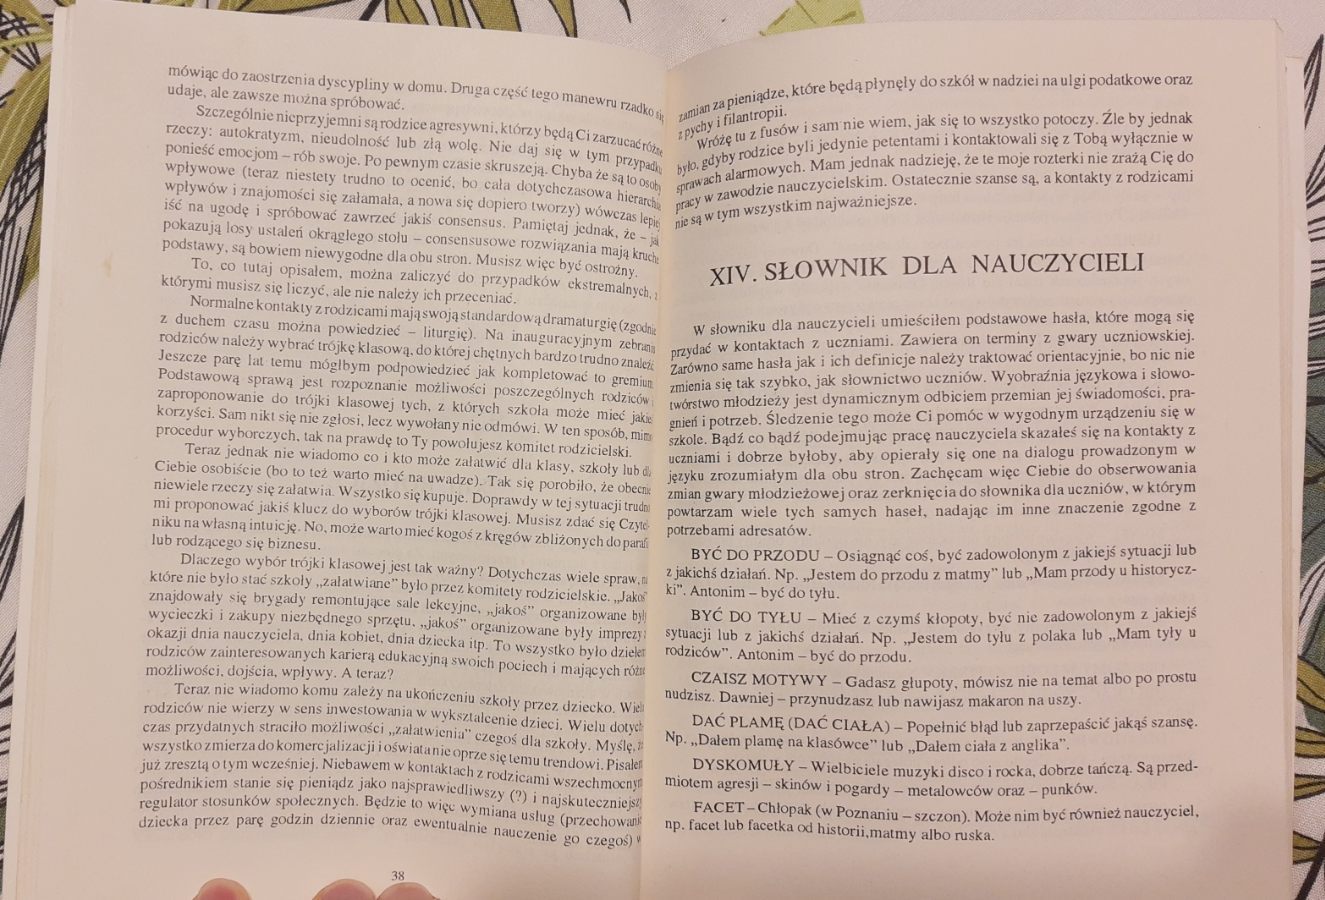 mówiąc do zaostrzenia dyscypliny w domu. Druga część tego manewru rzadko się
udaje, ale zawsze można spróbować.
Szczególnie nieprzyjemni są rodzice agresywni, którzy będą Ci zarzucać różne
rzeczy: autokratyzm, nieudolność lub złą wolę. Nie daj się w tym przypadku
ponieść emocjom – rób swoje. Po pewnym czasie skruszeją. Chyba że są to osoby
wpływowe (teraz niestety trudno to ocenić, bo cała dotychczasowa hierarchia
wpływów i znajomości się załamała, a nowa się dopiero tworzy) wówczas lepiej
iść na ugodę i spróbować zawrzeć jakiś consensus. Pamiętaj jednak, że – jak
pokazują losy ustaleń okrągłego stołu – consensusowe rozwiązania mają kruche
podstawy, są bowiem niewygodne dla obu stron. Musisz więc być ostrożny.
To, co tutaj opisałem, można zaliczyć do przypadków ekstremalnych, z
którymi musisz się liczyć, ale nie należy ich przeceniać.
Normalne kontakty z rodzicami mają swoją standardową dramaturgię (zgodnie
z duchem czasu można powiedzieć – liturgię). Na inauguracyjnym zebraniu
rodziców należy wybrać trójkę klasową, do której chętnych bardzo trudno znaleźć.
Jeszcze parę lat temu mógłbym podpowiedzieć jak kompletować to gremium.
Podstawową sprawą jest rozpoznanie możliwości poszczególnych rodziców i
zaproponowanie do trójki klasowej tych, z których szkoła może mieć jakieś
korzyści. Sam nikt się nie zgłosi, lecz wywołany nie odmówi. W ten sposób, mimo
procedur wyborczych, tak na prawdę to Ty powołujesz komitet rodzicielski.
Teraz jednak nie wiadomo co i kto może załatwić dla klasy, szkoły lub dla
Ciebie osobiście (bo to też warto mieć na uwadze). Tak się porobiło, że obecnie
niewiele rzeczy się załatwia. Wszystko się kupuje. Doprawdy w tej sytuacji trudno
mi proponować jakiś klucz do wyborów trójki klasowej. Musisz zdać się Czytel-
niku na własną intuicję. No, może warto mieć kogoś z kręgów zbliżonych do parafii
lub rodzącego się biznesu.
Dlaczego wybór trójki klasowej jest tak ważny? Dotychczas wiele spraw, na
które nie było stać szkoły „załatwiane” było przez komitety rodzicielskie. „Jakoś”
znajdowały się brygady remontujące sale lekcyjne, „jakoś” organizowane były
wycieczki i zakupy niezbędnego sprzętu, „jakoś” organizowane były imprezy z
okazji dnia nauczyciela, dnia kobiet, dnia dziecka itp. To wszystko było dziełem
rodziców zainteresowanych karierą edukacyjną swoich pociech i mających różne
możliwości, dojścia, wpływy. A teraz?
Teraz nie wiadomo komu zależy na ukończeniu szkoły przez dziecko. Wielu
rodziców nie wierzy w sens inwestowania w wykształcenie dzieci. Wielu dotych-
czas przydatnych straciło możliwości „załatwienia” czegoś dla szkoły. Myślę, że
wszystko zmierza do komercjalizacji i oświata nie oprze się temu trendowi. Pisałem
już zresztą o tym wcześniej. Niebawem w kontaktach z rodzicami wszechmocnym
pośrednikiem stanie się pieniądz jako najsprawiedliwszy (?) i najskuteczniejszy
regulator stosunków społecznych. Będzie to więc wymiana usług (przechowanie
dziecka przez parę godzin dziennie oraz ewentualnie nauczenie go czegoś) w
38
zamian za pieniądze, które będą płynęły do szkół w nadziei na ulgi podatkowe oraz
z pychy i filantropii.
Wróżę tu z fusów i sam nie wiem, jak się to wszystko potoczy. Źle by jednak
było, gdyby rodzice byli jedynie petentami i kontaktowali się z Tobą wyłącznie w
sprawach alarmowych. Mam jednak nadzieję, że te moje rozterki nie zrażą Cię do
pracy w zawodzie nauczycielskim. Ostatecznie szanse są, a kontakty z rodzicami
nie są w tym wszystkim najważniejsze.
XIV. SŁOWNIK DLA NAUCZYCIELI
W słowniku dla nauczycieli umieściłem podstawowe hasła, które mogą się
przydać w kontaktach z uczniami. Zawiera on terminy z gwary uczniowskiej.
Zarówno same hasła jak i ich definicje należy traktować orientacyjnie, bo nic nie
zmienia się tak szybko, jak słownictwo uczniów. Wyobraźnia językowa i słowo-
twórstwo młodzieży jest dynamicznym odbiciem przemian jej świadomości, pra-
gnień i potrzeb. Śledzenie tego może Ci pomóc w wygodnym urządzeniu się w
szkole. Bądź co bądź podejmując pracę nauczyciela skazałeś się na kontakty z
uczniami i dobrze byłoby, aby opierały się one na dialogu prowadzonym w
języku zrozumiałym dla obu stron. Zachęcam więc Ciebie do obserwowania
zmian gwary młodzieżowej oraz zerknięcia do słownika dla uczniów, w którym
powtarzam wiele tych samych haseł, nadając im inne znaczenie zgodne z
potrzebami adresatów.
BYĆ DO PRZODU – Osiągnąć coś, być zadowolonym z jakiejś sytuacji lub
z jakichś działań. Np. „Jestem do przodu z matmy” lub „Mam przody u historycz-
ki”. Antonim – być do tyłu.
BYĆ DO TYŁU – Mieć z czymś kłopoty, być nie zadowolonym z jakiejś
sytuacji lub z jakichś działań. Np. „Jestem do tyłu z polaka lub „Mam tyły u
rodziców”. Antonim – być do przodu.
CZAISZ MOTYWY – Gadasz głupoty, mówisz nie na temat albo po prostu
nudzisz. Dawniej – przynudzasz lub nawijasz makaron na uszy.
DAĆ PLAMĘ (DAĆ CIAŁA) – Popełnić błąd lub zaprzepaścić jakąś szansę.
Np. „Dałem plamę na klasówce” lub „Dałem ciała z anglika”.
DYSKOMUŁY – Wielbiciele muzyki disco i rocka, dobrze tańczą. Są przed-
miotem agresji – skinów i pogardy – metalowców oraz – punków.
FACET – Chłopak (w Poznaniu – szczon). Może nim być również nauczyciel,
np. facet lub facetka od historii,matmy albo ruska.